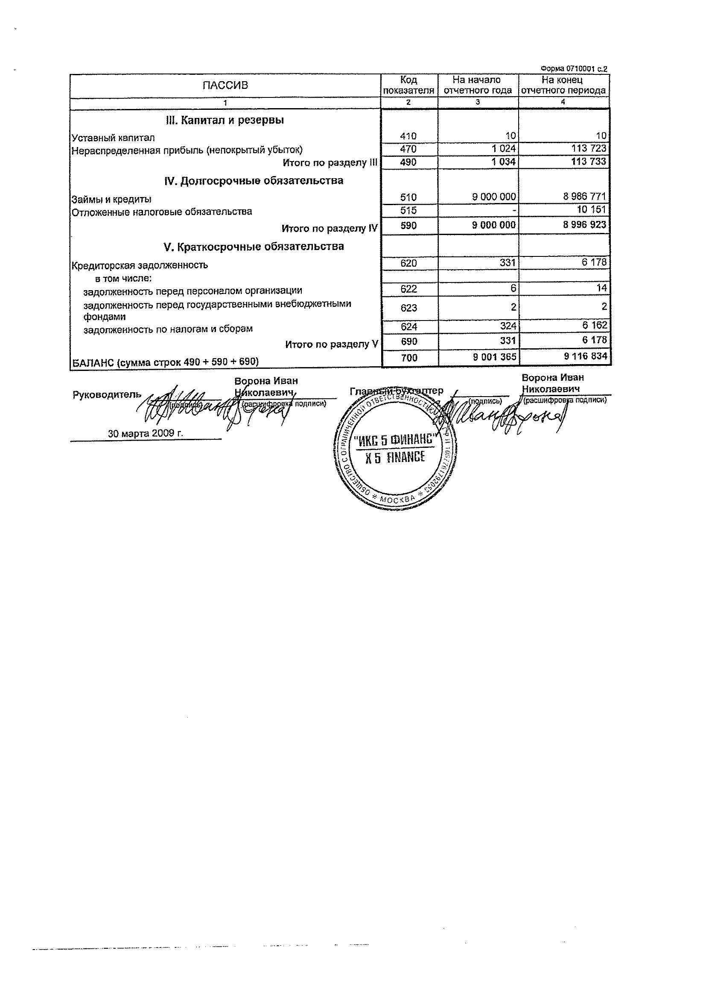 Форма 0710001 с.2
ПАССИВ Код показателя На начало отчетного года На конец отчетного периода
1 2 3 4
III. Капитал и резервы
Уставный капитал 410 10 10
Нераспределенная прибыль (непокрытый убыток) 470 1 024 113 723
Итого по разделу III 490 1 034 113 733
IV. Долгосрочные обязательства
Займы и кредиты 510 9 000 000 8 986 771
Отложенные налоговые обязательства 515 - 10 151
Итого по разделу IV 590 9 000 000 8 996 923
V. Краткосрочные обязательства
Кредиторская задолженность 620 331 6 178
в том числе:
задолженность перед персоналом организации 622 6 14
задолженность перед государственными внебюджетными
фондами 623 2 2
задолженность по налогам и сборам 624 324 6 162
Итого по разделу V 690 331 6 178
БАЛАНС (сумма строк 490 + 590 + 690) 700 9 001 365 9 116 834
Руководитель Ворона Иван Николаевич Главный бухгалтер Ворона Иван Николаевич
(подпись) (расшифровка подписи) (подпись) (расшифровка подписи)
Иван Ворона Иван Ворона
30 марта 2009 г.
ОБЩЕСТВО С ОГРАНИЧЕННОЙ ОТВЕТСТВЕННОСТЬЮ
"ИКС 5 ФИНАНС"
X 5 FINANCE
* МОСКВА *